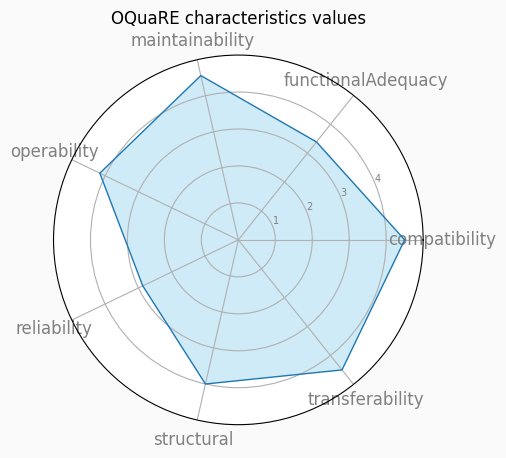 OQuaRE characteristics values
maintainability
functionalAdequacy
operability
4
3
2
1
compatibility
reliability
transferability
structural